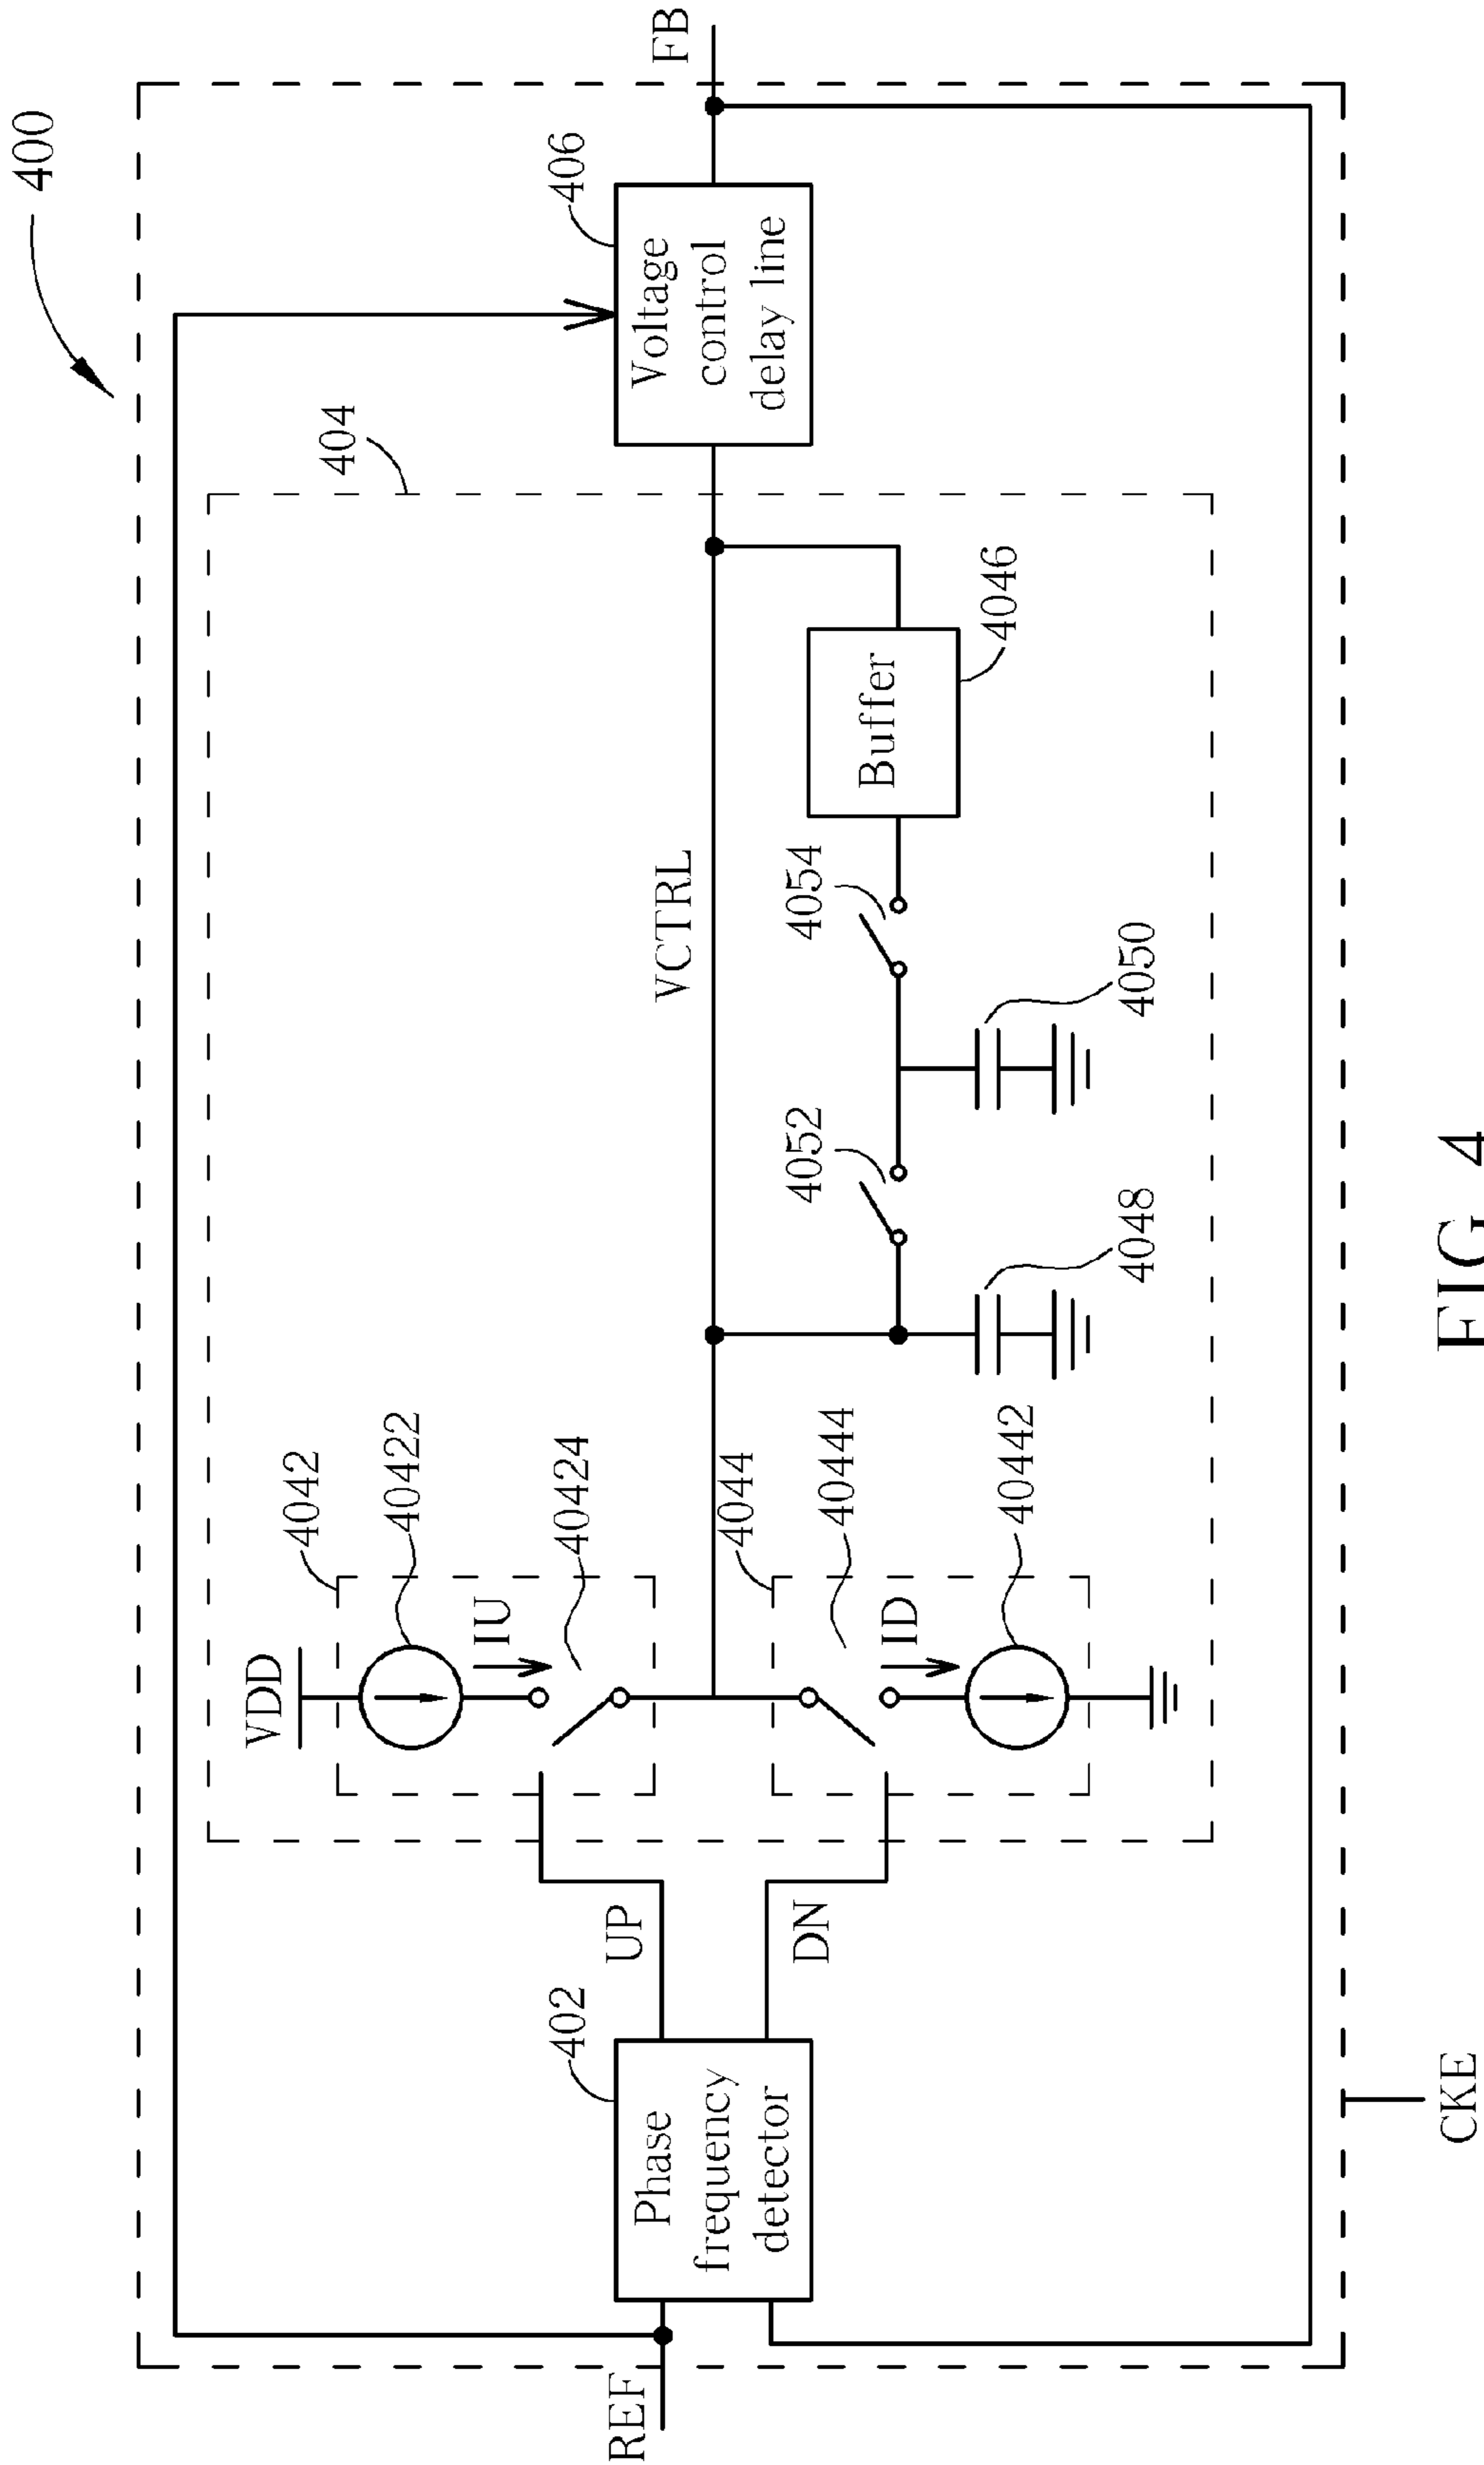 400
404
406
Voltage
control
delay line
FB
VDD
4042
40422
IU
40424
VCTRL
4044
40444
ID
40442
4052
4054
Buffer
4046
4048
4050
402
UP
DN
Phase
frequency
detector
REF
CKE
FIG. 4